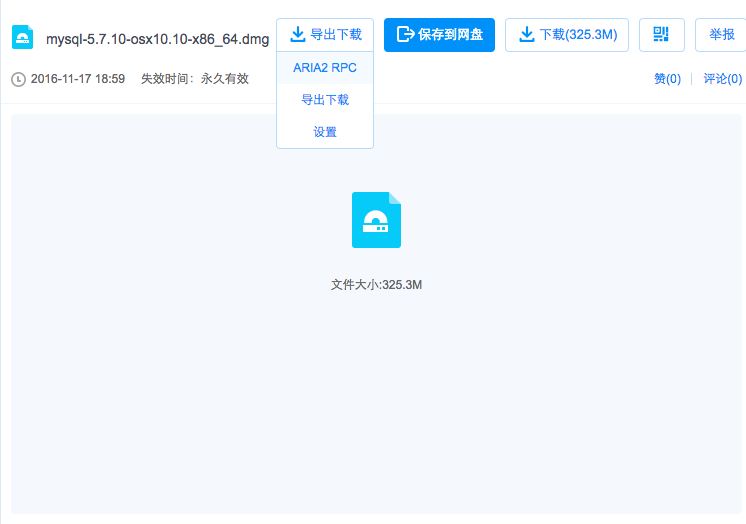 mysql-5.7.10-osx10.10-x86_64.dmg 导出下载 保存到网盘 下载(325.3M) 举报
ARIA2 RPC
2016-11-17 18:59 失效时间：永久有效 赞(0) 评论(0)
导出下载
设置
文件大小:325.3M